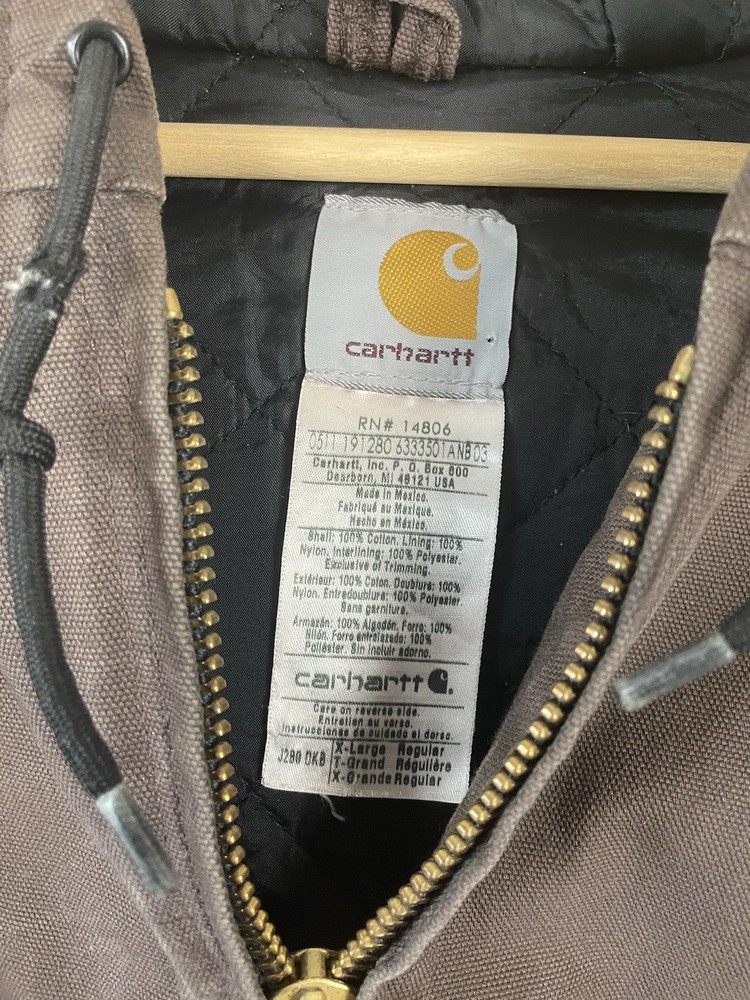 carhartt
RN# 14806
0511 191280 6333501ANB 03
Carhartt, Inc. P. O. Box 600
Dearborn, MI 48121 USA
Made in Mexico.
Fabriqué au Mexique.
Hecho en México.
Shell: 100% Cotton. Lining: 100%
Nylon. Interlining: 100% Polyester.
Exclusive of Trimming.
Extérieur: 100% Coton. Doublure: 100%
Nylon. Entredoublure: 100% Polyester.
Sans garniture.
Armazón: 100% Algodón. Forro: 100%
Nilón. Forro entrelazado: 100%
Poliéster. Sin incluir adorno.
carhartt
Care on reverse side.
Entretien au verso.
Instrucciones de cuidado al dorso.
J280 DKB
X-Large Regular
T-Grand Régulière
X-Grande Regular